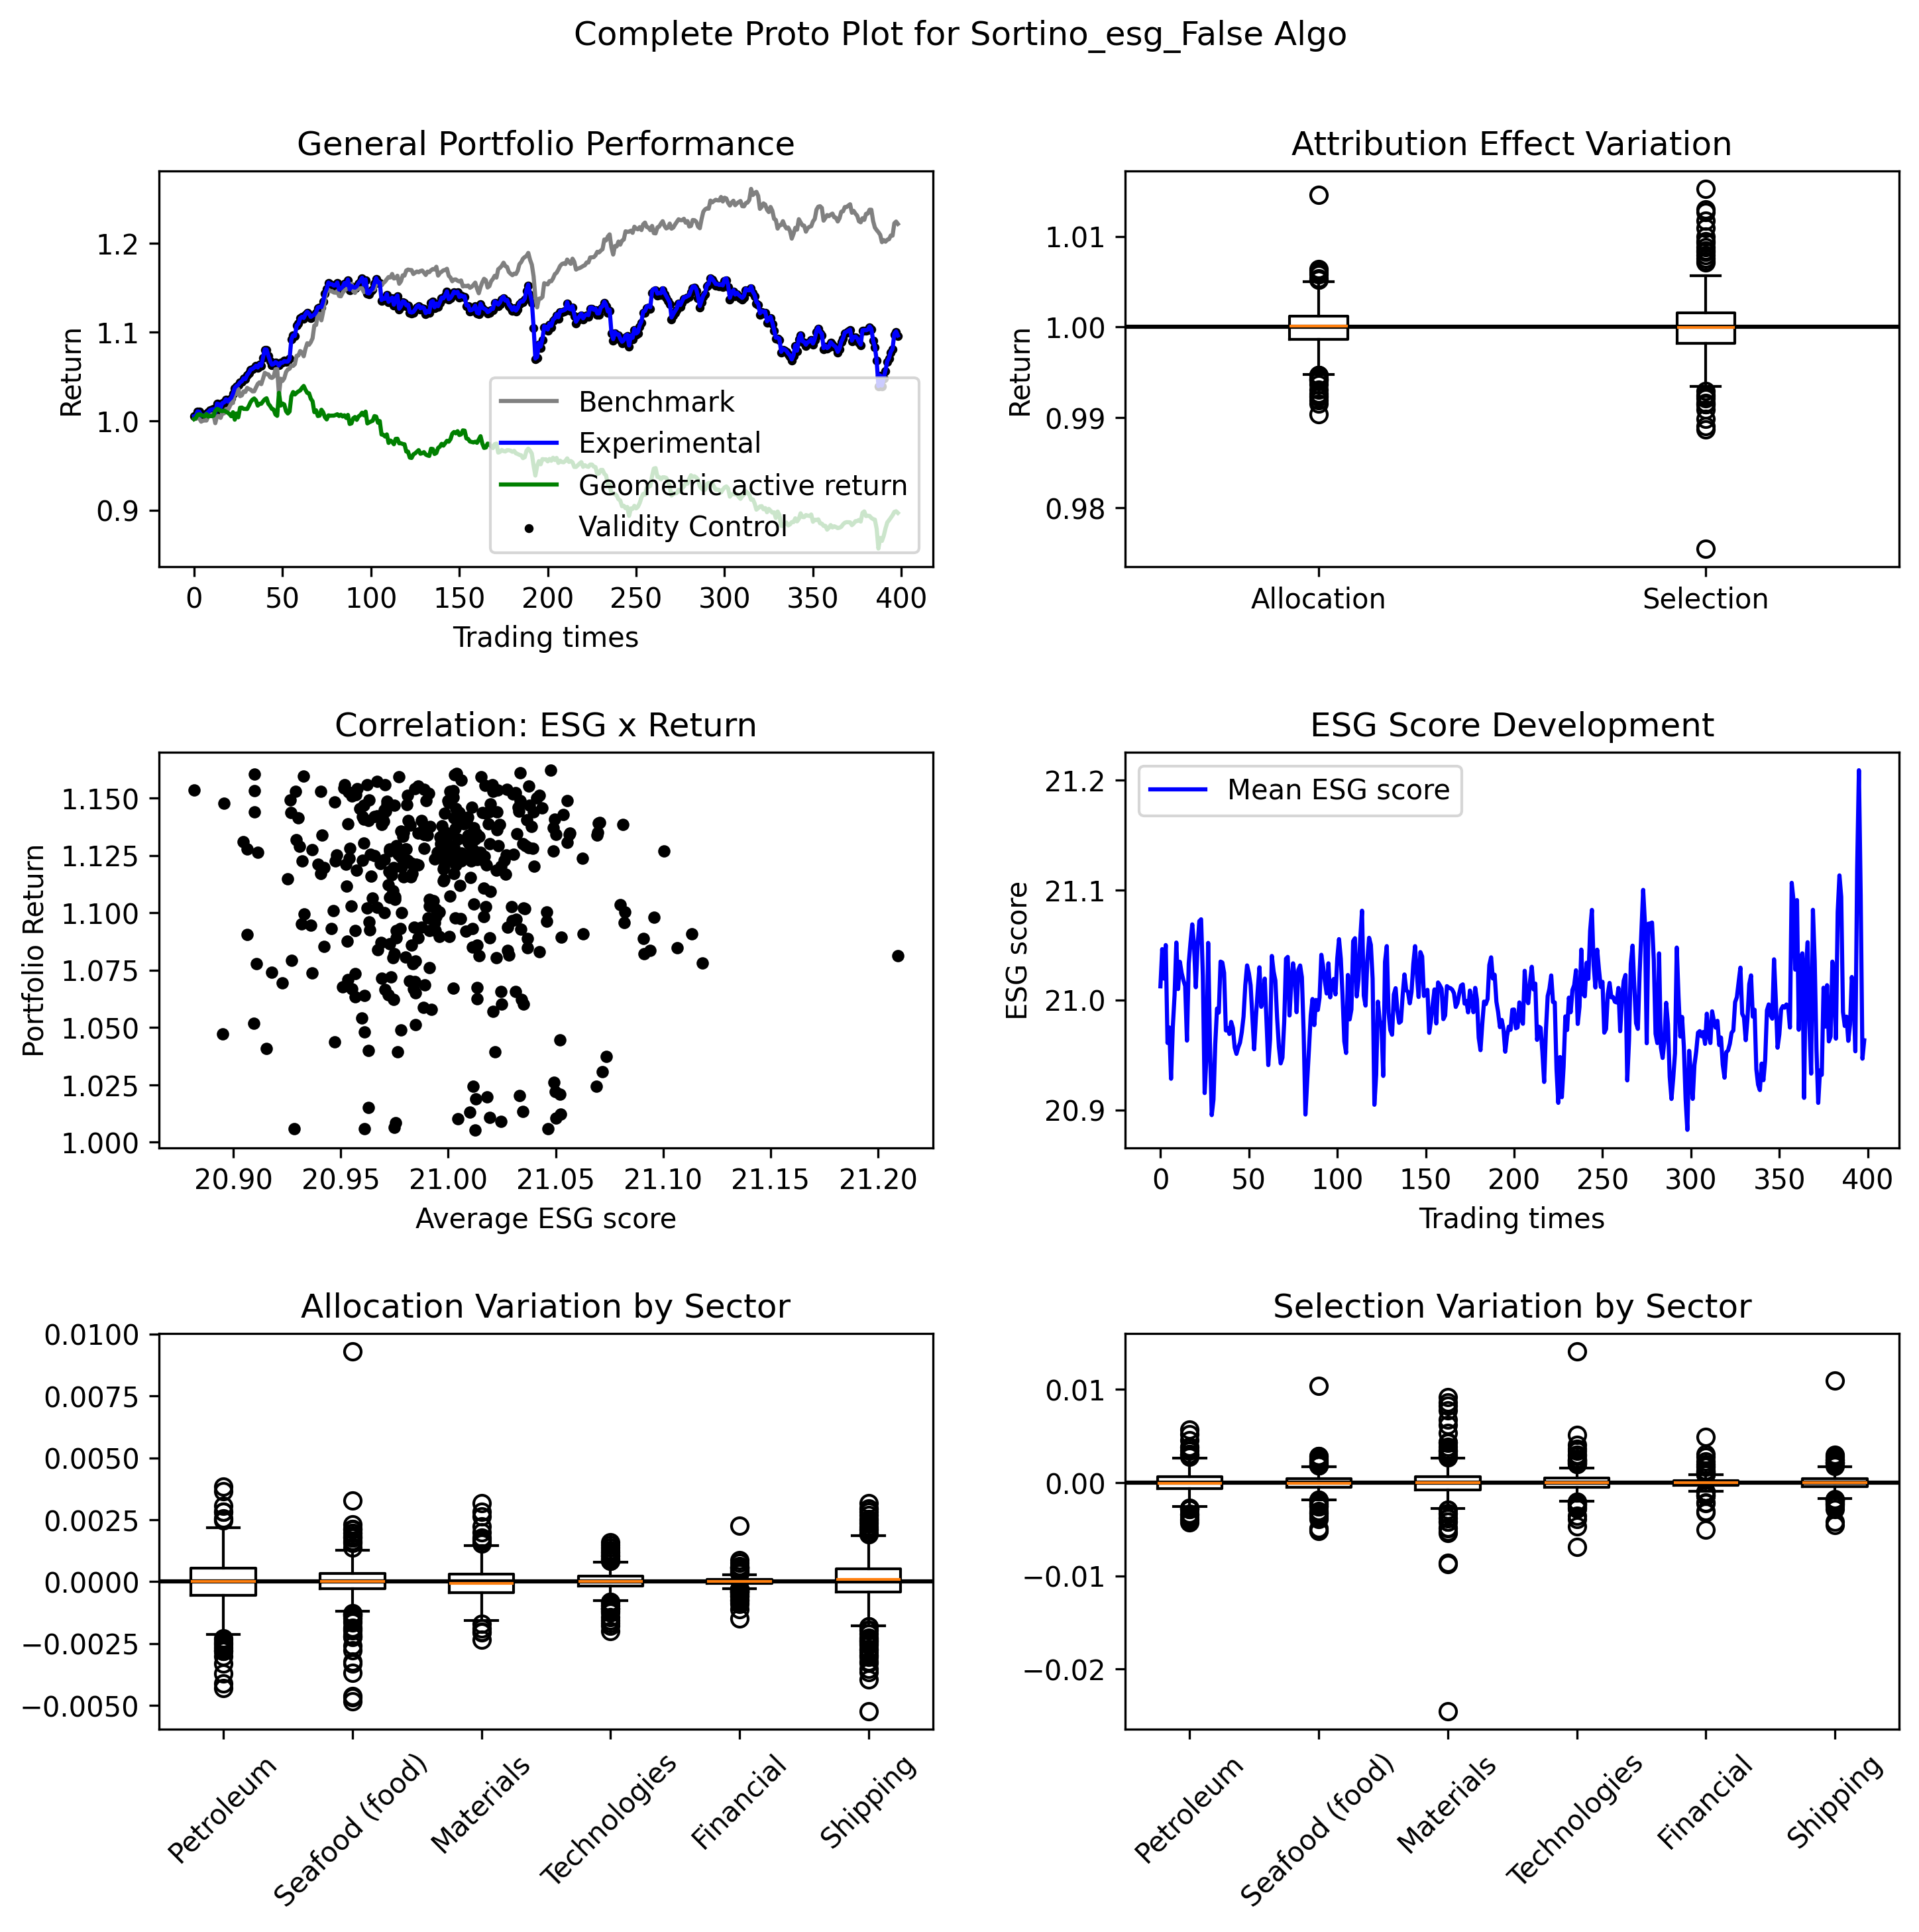 Complete Proto Plot for Sortino_esg_False Algo
General Portfolio Performance
Return
1.2
1.1
1.0
0.9
Benchmark
Experimental
Geometric active return
Validity Control
0 50 100 150 200 250 300 350 400
Trading times
Attribution Effect Variation
Return
1.01
1.00
0.99
0.98
Allocation Selection
Correlation: ESG x Return
Portfolio Return
1.150
1.125
1.100
1.075
1.050
1.025
1.000
20.90 20.95 21.00 21.05 21.10 21.15 21.20
Average ESG score
ESG Score Development
ESG score
21.2
21.1
21.0
20.9
Mean ESG score
0 50 100 150 200 250 300 350 400
Trading times
Allocation Variation by Sector
0.0100
0.0075
0.0050
0.0025
0.0000
−0.0025
−0.0050
Petroleum
Seafood (food)
Materials
Technologies
Financial
Shipping
Selection Variation by Sector
0.01
0.00
−0.01
−0.02
Petroleum
Seafood (food)
Materials
Technologies
Financial
Shipping